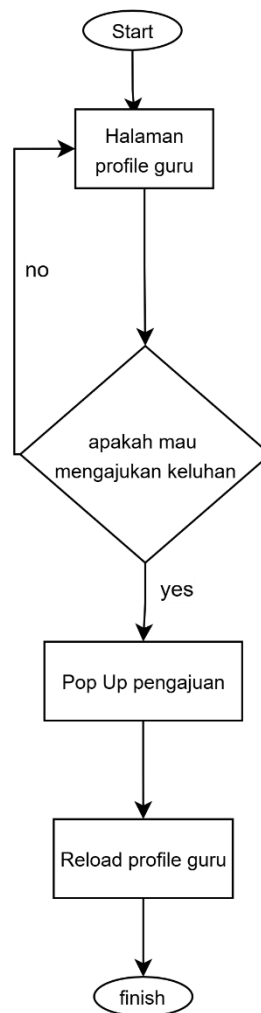 Start
Halaman
profile guru
no
apakah mau
mengajukan keluhan
yes
Pop Up pengajuan
Reload profile guru
finish